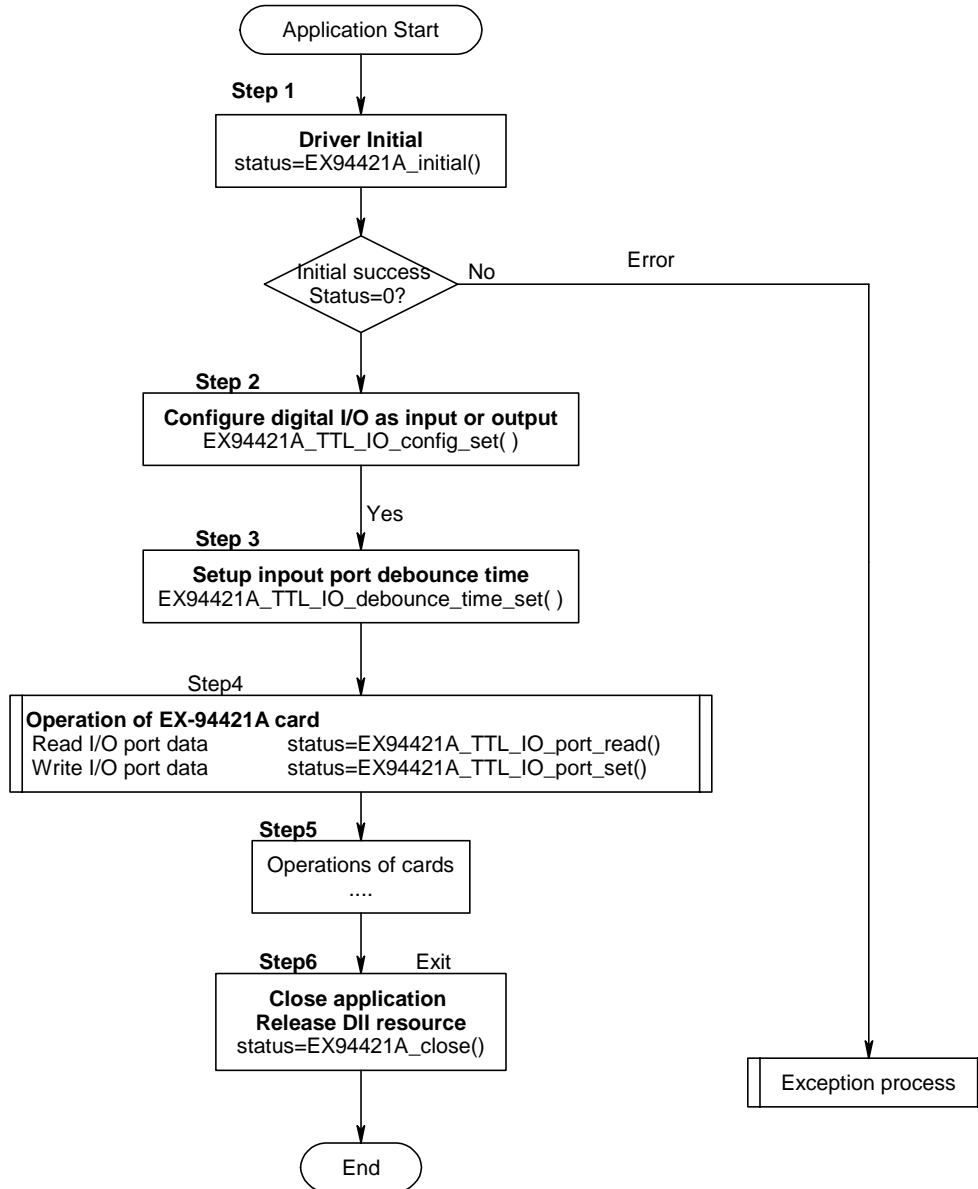 Application Start
Step 1
Driver Initial
status=EX94421A_initial()
Initial success
Status=0?
No
Error
Step 2
Configure digital I/O as input or output
EX94421A_TTL_IO_config_set( )
Yes
Step 3
Setup inpout port debounce time
EX94421A_TTL_IO_debounce_time_set( )
Step4
Operation of EX-94421A card
Read I/O port data status=EX94421A_TTL_IO_port_read()
Write I/O port data status=EX94421A_TTL_IO_port_set()
Step5
Operations of cards
....
Step6
Exit
Close application
Release Dll resource
status=EX94421A_close()
Exception process
End